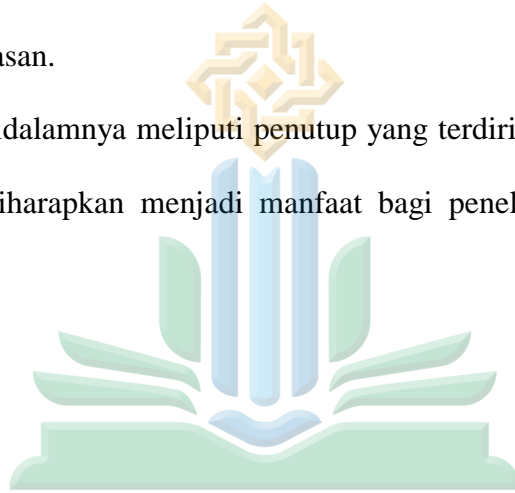 asan.
dalamnya meliputi penutup yang terdiri
iharapkan menjadi manfaat bagi penel